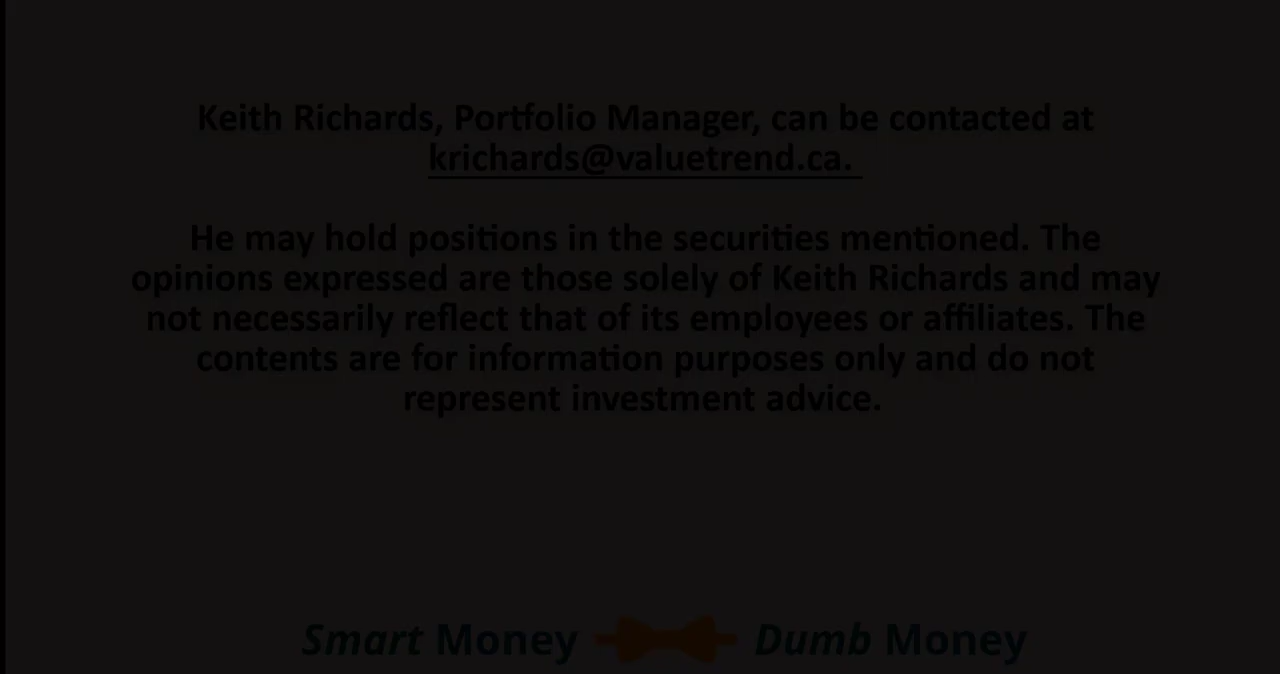 Keith Richards, Portfolio Manager, can be contacted at
krichards@valuetrend.ca.
He may hold positions in the securities mentioned. The
opinions expressed are those solely of Keith Richards and may
not necessarily reflect that of its employees or affiliates. The
contents are for information purposes only and do not
represent investment advice.
Smart Money Dumb Money